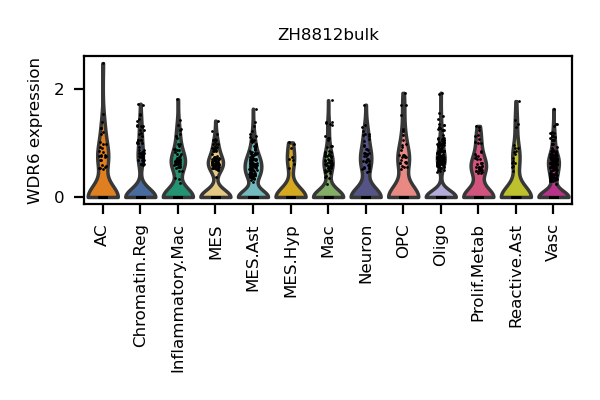 ZH8812bulk
WDR6 expression
2
0
AC
Chromatin.Reg
Inflammatory.Mac
MES
MES.Ast
MES.Hyp
Mac
Neuron
OPC
Oligo
Prolif.Metab
Reactive.Ast
Vasc